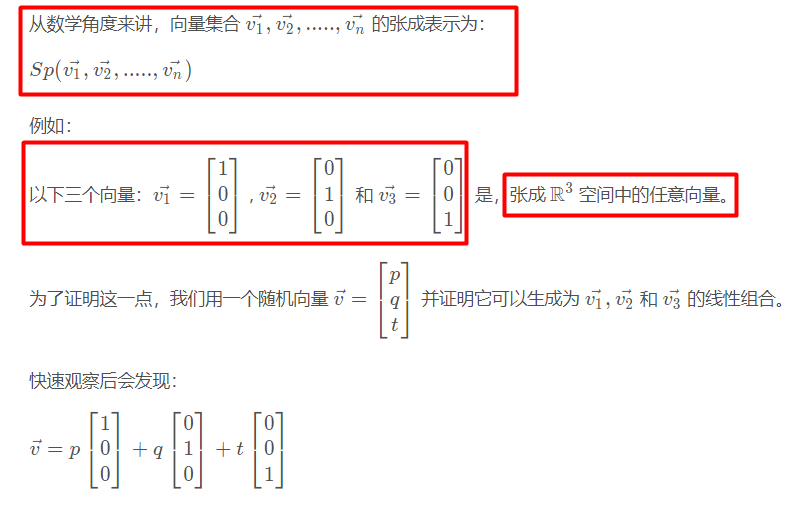 从数学角度来讲，向量集合 $\vec{v_1}, \vec{v_2}, ....., \vec{v_n}$ 的张成表示为：
$Sp(\vec{v_1}, \vec{v_2}, ....., \vec{v_n})$
例如：
以下三个向量：$\vec{v_1} = \begin{bmatrix} 1 \\ 0 \\ 0 \end{bmatrix}$ , $\vec{v_2} = \begin{bmatrix} 0 \\ 1 \\ 0 \end{bmatrix}$ 和 $\vec{v_3} = \begin{bmatrix} 0 \\ 0 \\ 1 \end{bmatrix}$ 是，张成 $\mathbb{R}^3$ 空间中的任意向量。
为了证明这一点，我们用一个随机向量 $\vec{v} = \begin{bmatrix} p \\ q \\ t \end{bmatrix}$ 并证明它可以生成为 $\vec{v_1}, \vec{v_2}$ 和 $\vec{v_3}$ 的线性组合。
快速观察后会发现：
$\vec{v} = p \begin{bmatrix} 1 \\ 0 \\ 0 \end{bmatrix} + q \begin{bmatrix} 0 \\ 1 \\ 0 \end{bmatrix} + t \begin{bmatrix} 0 \\ 0 \\ 1 \end{bmatrix}$